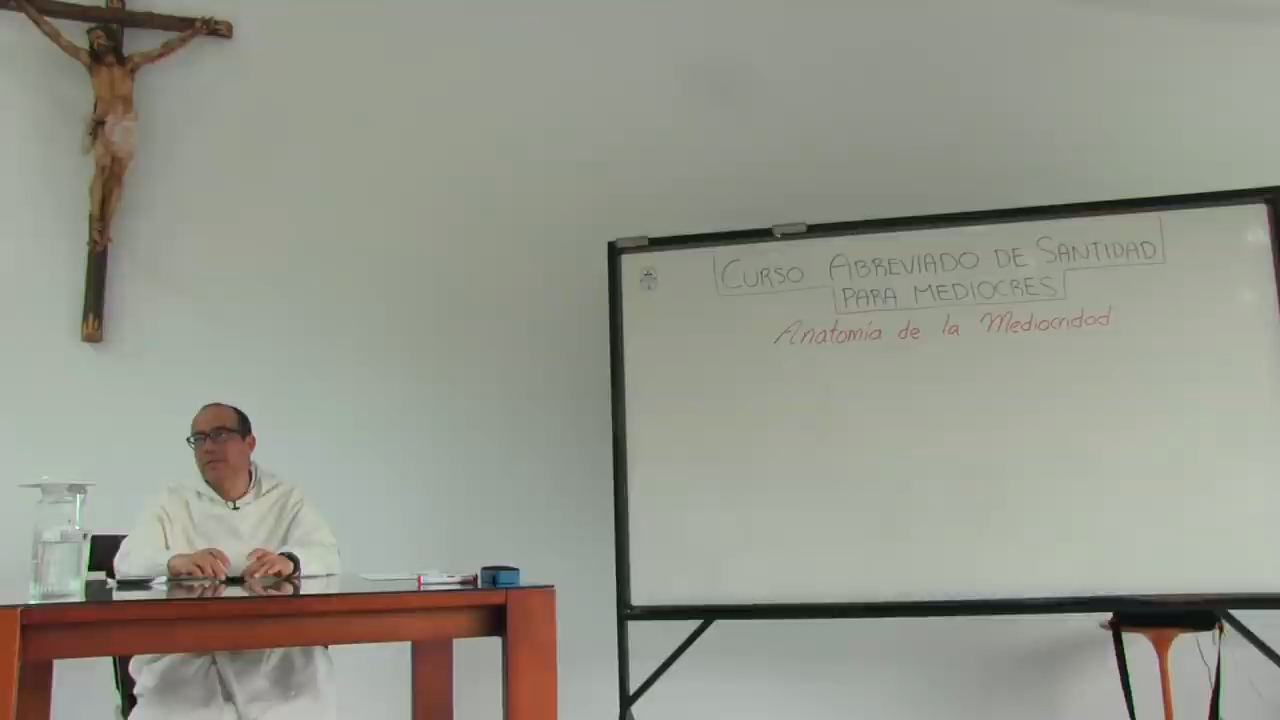 CURSO ABREVIADO DE SANTIDAD
PARA MEDIOCRES
Anatomía de la Mediocridad